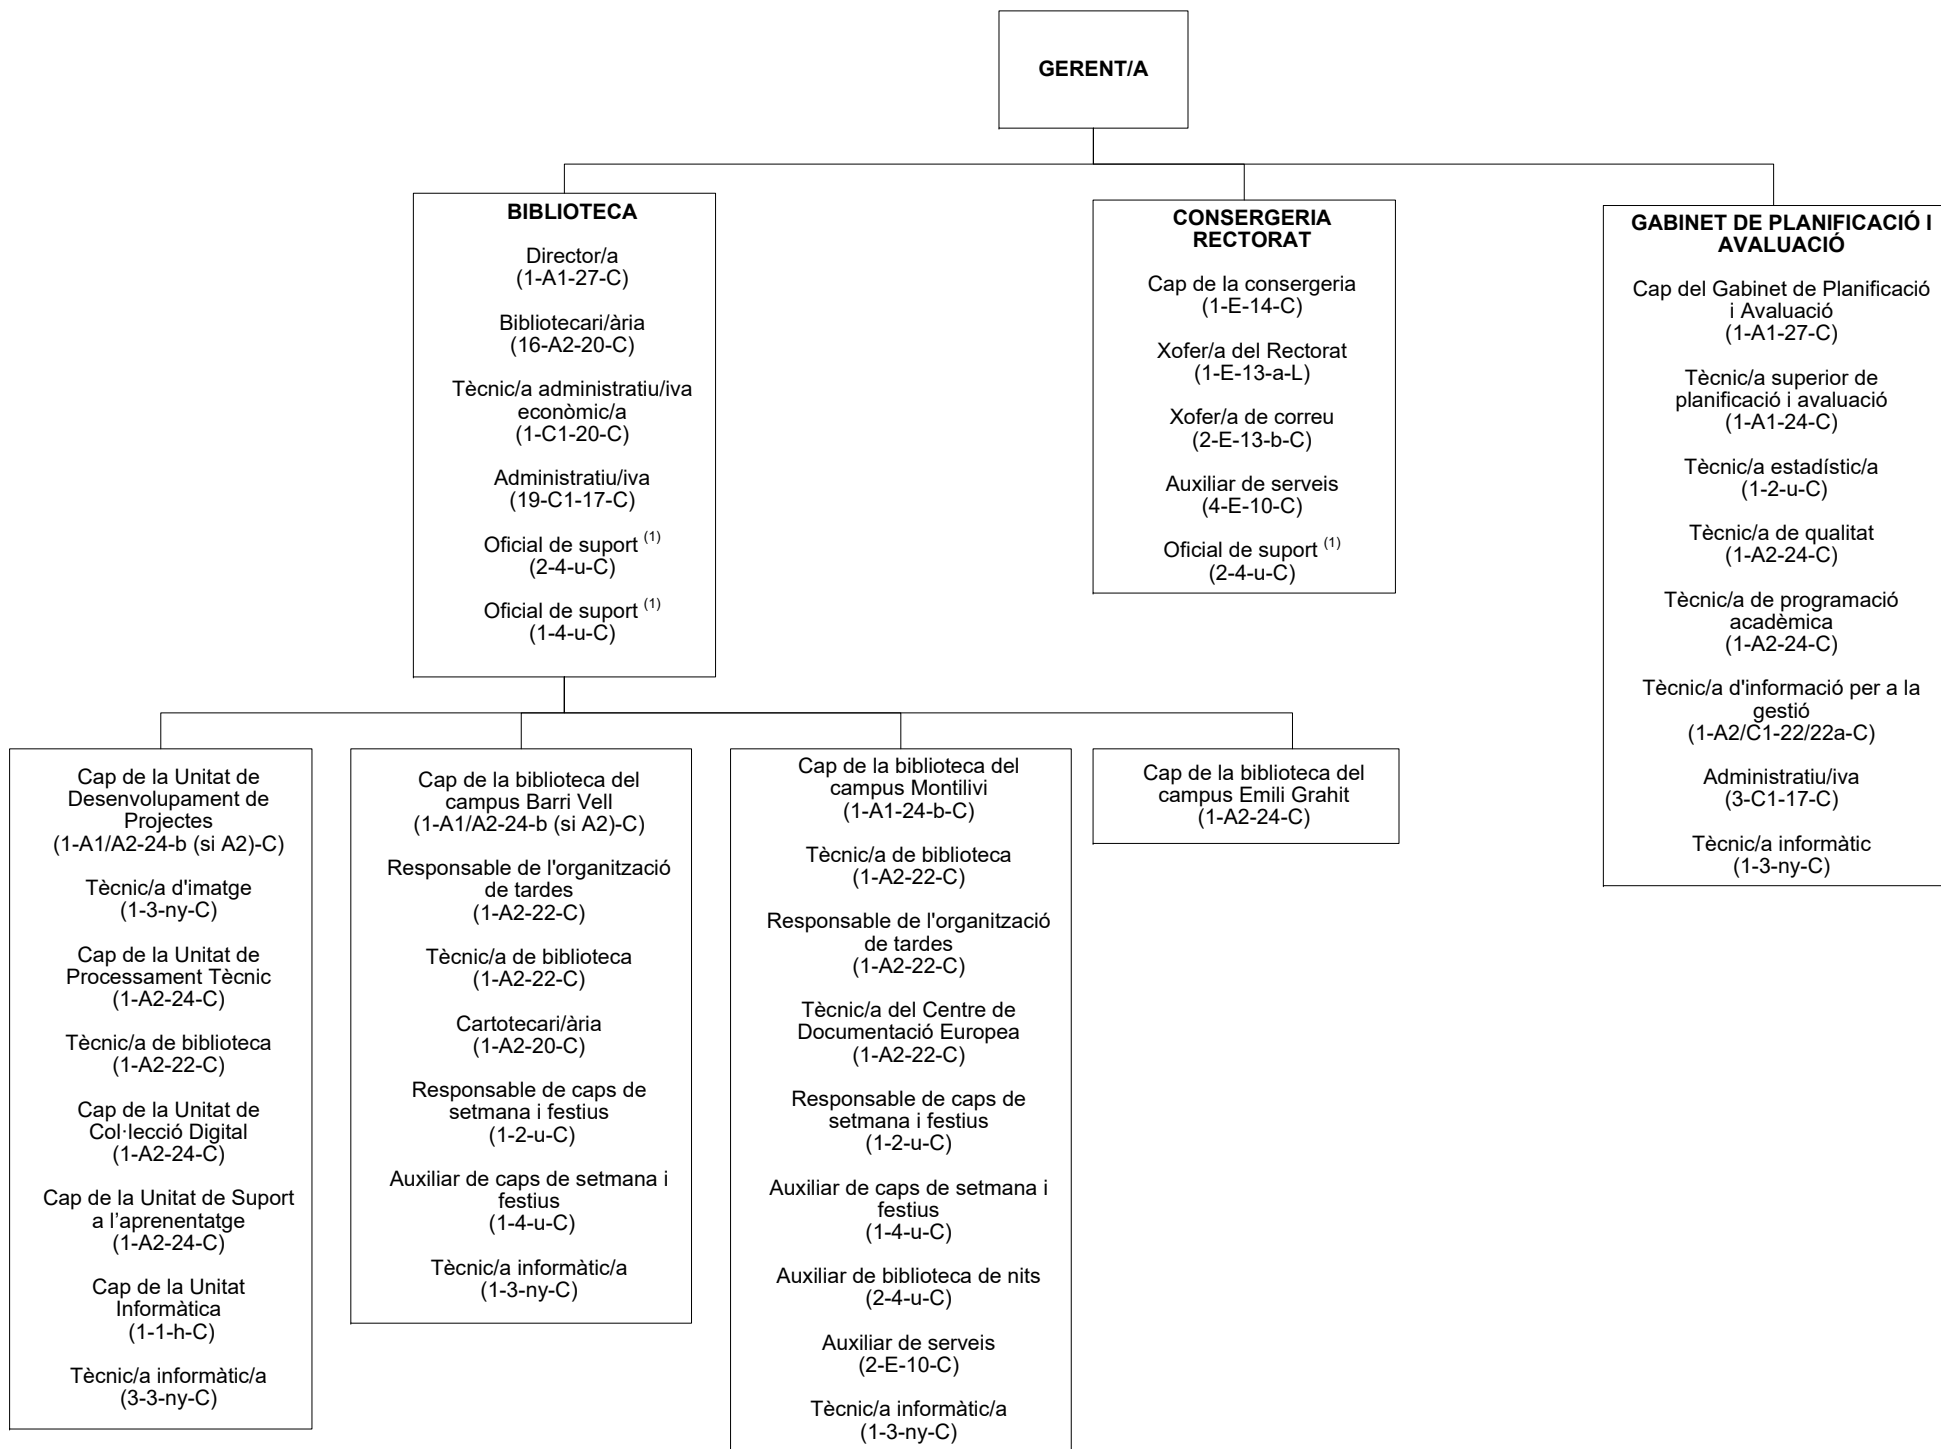 GERENT/A
BIBLIOTECA
Director/a
(1-A1-27-C)
Bibliotecari/ària
(16-A2-20-C)
Tècnic/a administratiu/iva
econòmic/a
(1-C1-20-C)
Administratiu/iva
(19-C1-17-C)
Oficial de suport (1)
(2-4-u-C)
Oficial de suport (1)
(1-4-u-C)
CONSERGERIA
RECTORAT
Cap de la consergeria
(1-E-14-C)
Xofer/a del Rectorat
(1-E-13-a-L)
Xofer/a de correu
(2-E-13-b-C)
Auxiliar de serveis
(4-E-10-C)
Oficial de suport (1)
(2-4-u-C)
GABINET DE PLANIFICACIÓ I
AVALUACIÓ
Cap del Gabinet de Planificació
i Avaluació
(1-A1-27-C)
Tècnic/a superior de
planificació i avaluació
(1-A1-24-C)
Tècnic/a estadístic/a
(1-2-u-C)
Tècnic/a de qualitat
(1-A2-24-C)
Tècnic/a de programació
acadèmica
(1-A2-24-C)
Tècnic/a d'informació per a la
gestió
(1-A2/C1-22/22a-C)
Administratiu/iva
(3-C1-17-C)
Tècnic/a informàtic
(1-3-ny-C)
Cap de la Unitat de
Desenvolupament de
Projectes
(1-A1/A2-24-b (si A2)-C)
Tècnic/a d'imatge
(1-3-ny-C)
Cap de la Unitat de
Processament Tècnic
(1-A2-24-C)
Tècnic/a de biblioteca
(1-A2-22-C)
Cap de la Unitat de
Col·lecció Digital
(1-A2-24-C)
Cap de la Unitat de Suport
a l’aprenentatge
(1-A2-24-C)
Cap de la Unitat
Informàtica
(1-1-h-C)
Tècnic/a informàtic/a
(3-3-ny-C)
Cap de la biblioteca del
campus Barri Vell
(1-A1/A2-24-b (si A2)-C)
Responsable de l'organització
de tardes
(1-A2-22-C)
Tècnic/a de biblioteca
(1-A2-22-C)
Cartotecari/ària
(1-A2-20-C)
Responsable de caps de
setmana i festius
(1-2-u-C)
Auxiliar de caps de setmana i
festius
(1-4-u-C)
Tècnic/a informàtic/a
(1-3-ny-C)
Cap de la biblioteca del
campus Montilivi
(1-A1-24-b-C)
Tècnic/a de biblioteca
(1-A2-22-C)
Responsable de l'organització
de tardes
(1-A2-22-C)
Tècnic/a del Centre de
Documentació Europea
(1-A2-22-C)
Responsable de caps de
setmana i festius
(1-2-u-C)
Auxiliar de caps de setmana i
festius
(1-4-u-C)
Auxiliar de biblioteca de nits
(2-4-u-C)
Auxiliar de serveis
(2-E-10-C)
Tècnic/a informàtic/a
(1-3-ny-C)
Cap de la biblioteca del
campus Emili Grahit
(1-A2-24-C)